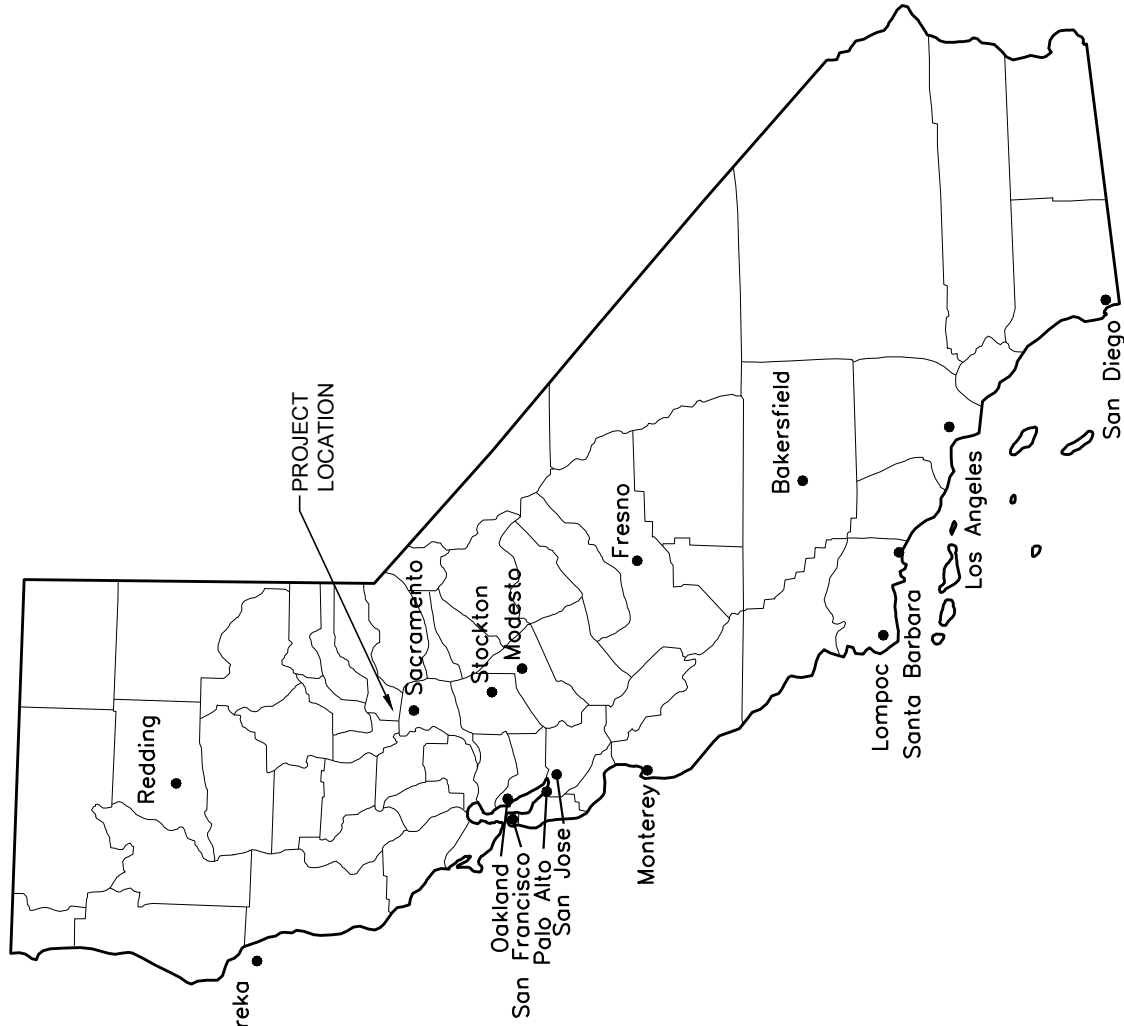 PROJECT
LOCATION
Redding
reka
Sacramento
Stockton
Modesto
Oakland
San Francisco
Palo Alto
San Jose
Fresno
Monterey
Bakersfield
Lompoc
Santa Barbara
Los Angeles
San Diego